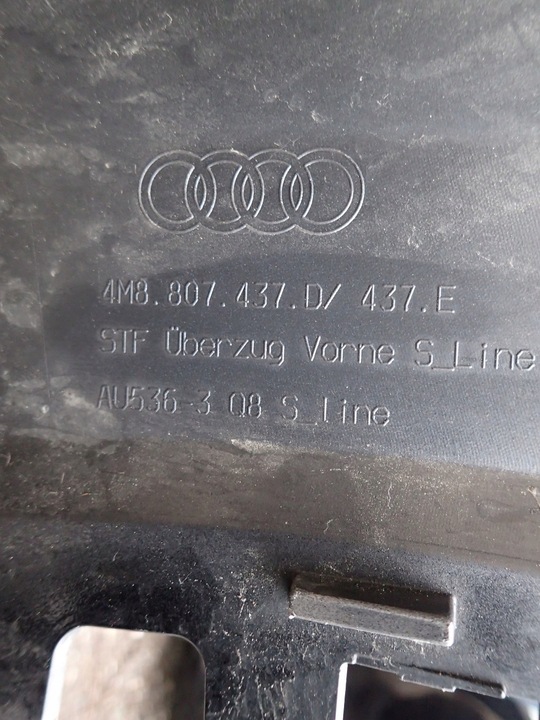 4M8.807.437.D/ 437.E
STF Überzug Vorne S_Line
AU536-3 Q8 S_line